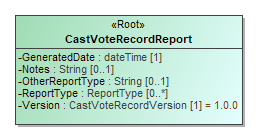 «Root»
CastVoteRecordReport
-GeneratedDate : dateTime [1]
-Notes : String [0..1]
-OtherReportType : String [0..1]
-ReportType : ReportType [0..*]
-Version : CastVoteRecordVersion [1] = 1.0.0